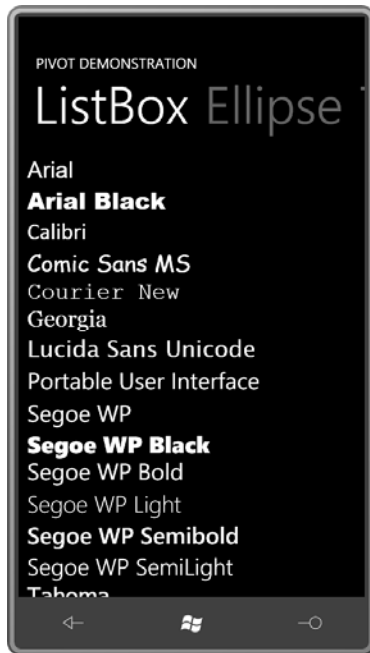 PIVOT DEMONSTRATION
ListBox Ellipse
Arial
Arial Black
Calibri
Comic Sans MS
Courier New
Georgia
Lucida Sans Unicode
Portable User Interface
Segoe WP
Segoe WP Black
Segoe WP Bold
Segoe WP Light
Segoe WP Semibold
Segoe WP SemiLight
Tahoma